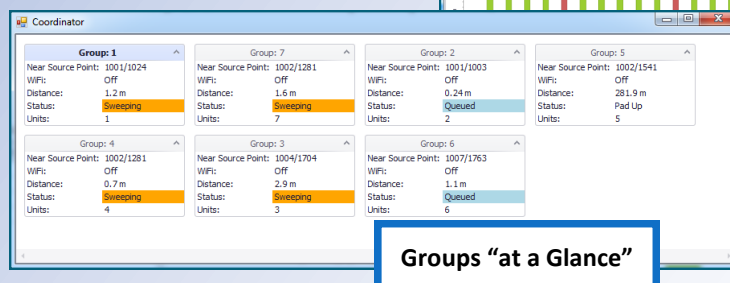 Coordinator
Group: 1
Near Source Point: 1001/1024
WiFi: Off
Distance: 1.2 m
Status: Sweeping
Units: 1
Group: 7
Near Source Point: 1002/1281
WiFi: Off
Distance: 1.6 m
Status: Sweeping
Units: 7
Group: 2
Near Source Point: 1001/1003
WiFi: Off
Distance: 0.24 m
Status: Queued
Units: 2
Group: 5
Near Source Point: 1002/1541
WiFi: Off
Distance: 281.9 m
Status: Pad Up
Units: 5
Group: 4
Near Source Point: 1002/1281
WiFi: Off
Distance: 0.7 m
Status: Sweeping
Units: 4
Group: 3
Near Source Point: 1004/1704
WiFi: Off
Distance: 2.9 m
Status: Sweeping
Units: 3
Group: 6
Near Source Point: 1007/1763
WiFi: Off
Distance: 1.1 m
Status: Queued
Units: 6
Groups “at a Glance”